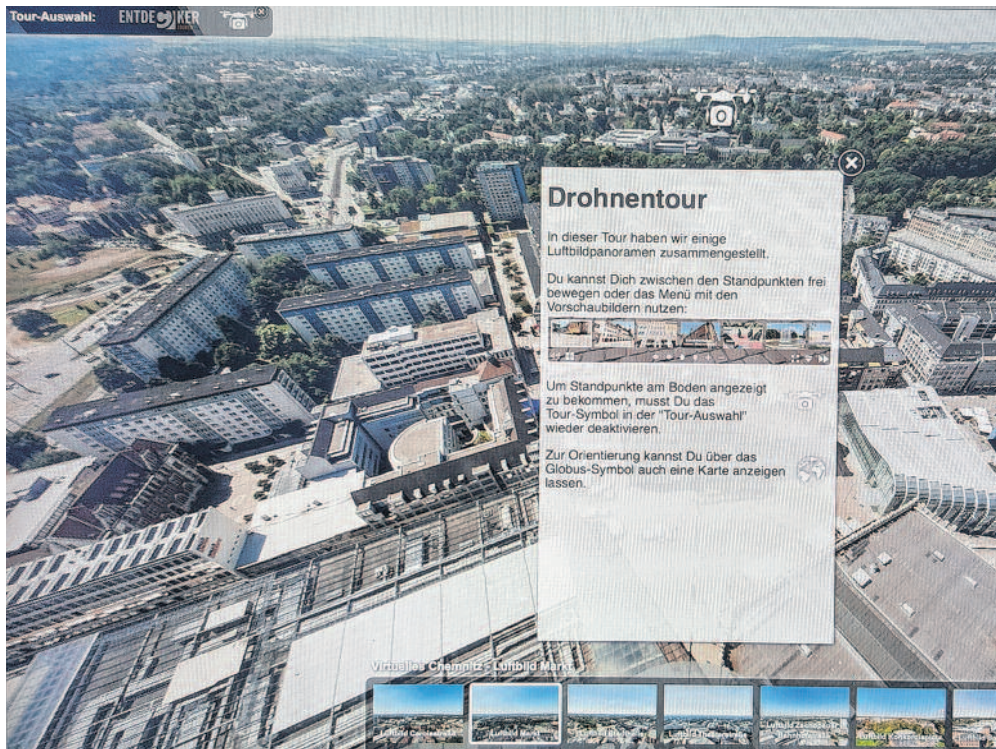 Tour-Auswahl: ENTDECKER
Drohnentour
In dieser Tour haben wir einige
Luftbildpanoramen zusammengestellt.
Du kannst Dich zwischen den Standpunkten frei
bewegen oder das Menü mit den
Vorschaubildern nutzen:
Um Standpunkte am Boden angezeigt
zu bekommen, musst Du das
Tour-Symbol in der "Tour-Auswahl"
wieder deaktivieren.
Zur Orientierung kannst Du über das
Globus-Symbol auch eine Karte anzeigen
lassen.
Virtuelles Chemnitz - Luftbild Markt
Luftbild Markt
Luftbild Theaterstraße